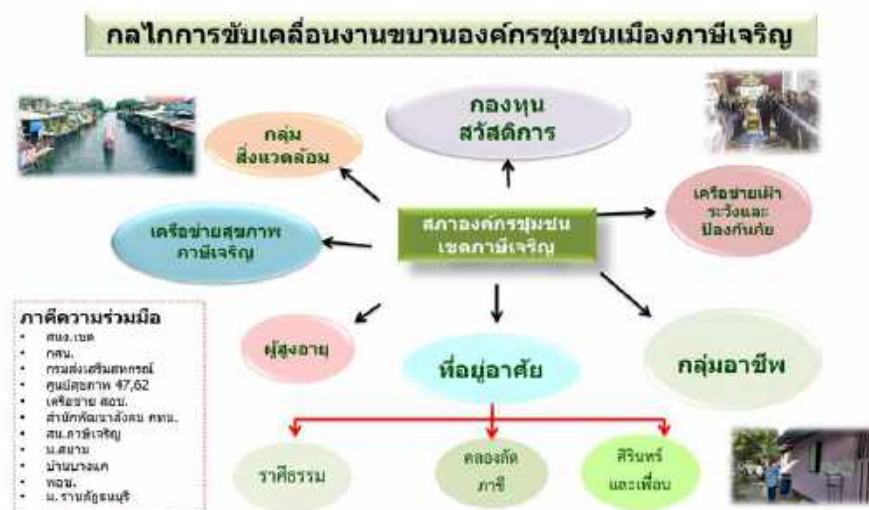 กลไกการขับเคลื่อนงานขบวนองค์กรชุมชนเมืองภาษีเจริญ
กองทุน
สวัสดิการ
กลุ่ม
สิ่งแวดล้อม
เครือข่ายเฝ้า
ระวังและ
ป้องกันภัย
สภาองค์กรชุมชน
เขตภาษีเจริญ
เครือข่ายสุขภาพ
ภาษีเจริญ
ผู้สูงอายุ
ที่อยู่อาศัย
กลุ่มอาชีพ
ราศีธรรม
คลองลัด
ภาชี
ศิรินทร์
และเพื่อน
ภาคีความร่วมมือ
• สนง.เขต
• กศน.
• กรมส่งเสริมสหกรณ์
• ศูนย์สุขภาพ 47,62
• เครือข่าย สอบ.
• สำนักพัฒนาสังคม กทม.
• สน.ภาษีเจริญ
• ม.สยาม
• บ้านบางแค
• พอช.
• ม. ราชภัฏธนบุรี